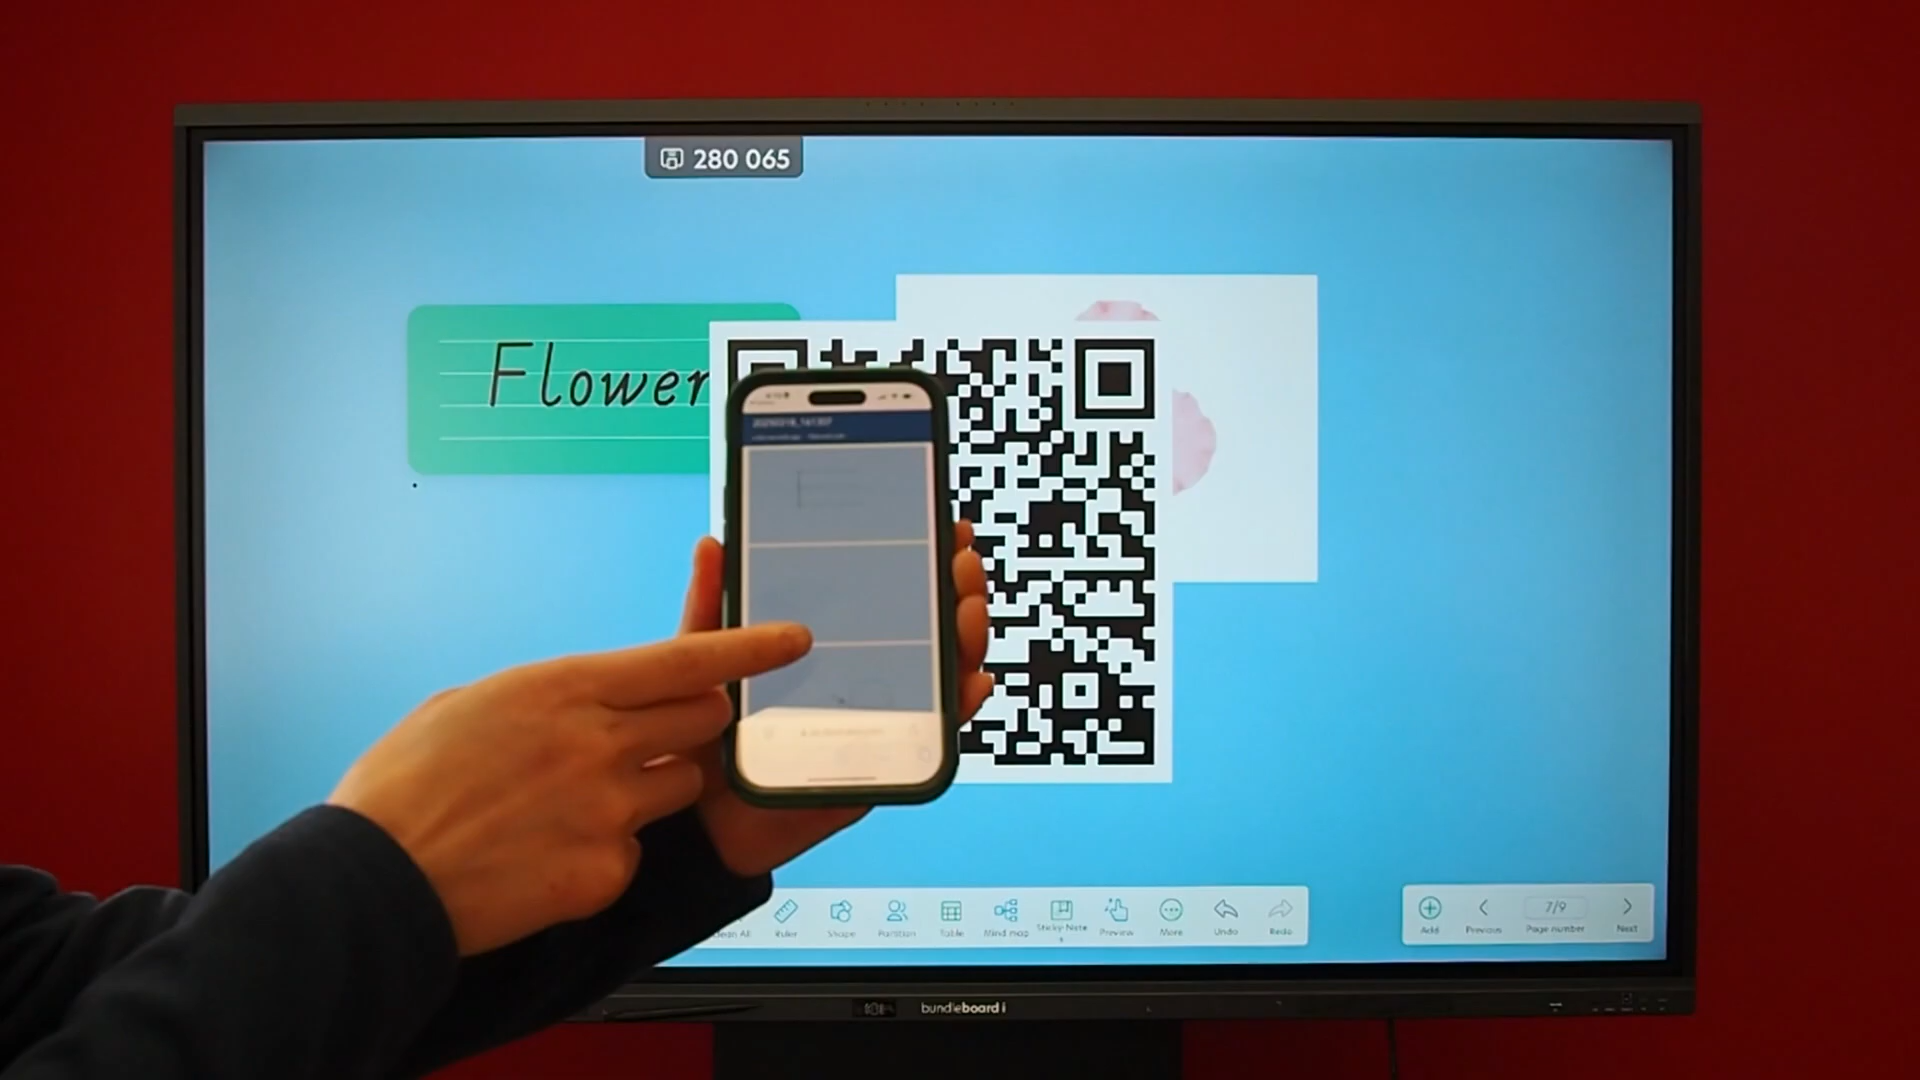 280 065
Flower
Ruler
Shape
Partition
Table
Mind map
Sticky Note
Preview
More
Undo
Redo
Add
Previous
7/9
Page number
Next
bundleboard i